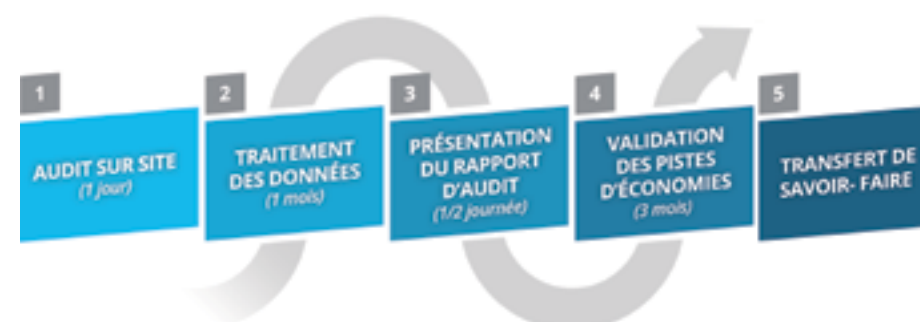 1
AUDIT SUR SITE
(1 jour)
2
TRAITEMENT
DES DONNÉES
(1 mois)
3
PRÉSENTATION
DU RAPPORT
D'AUDIT
(1/2 journée)
4
VALIDATION
DES PISTES
D'ÉCONOMIES
(3 mois)
5
TRANSFERT DE
SAVOIR- FAIRE